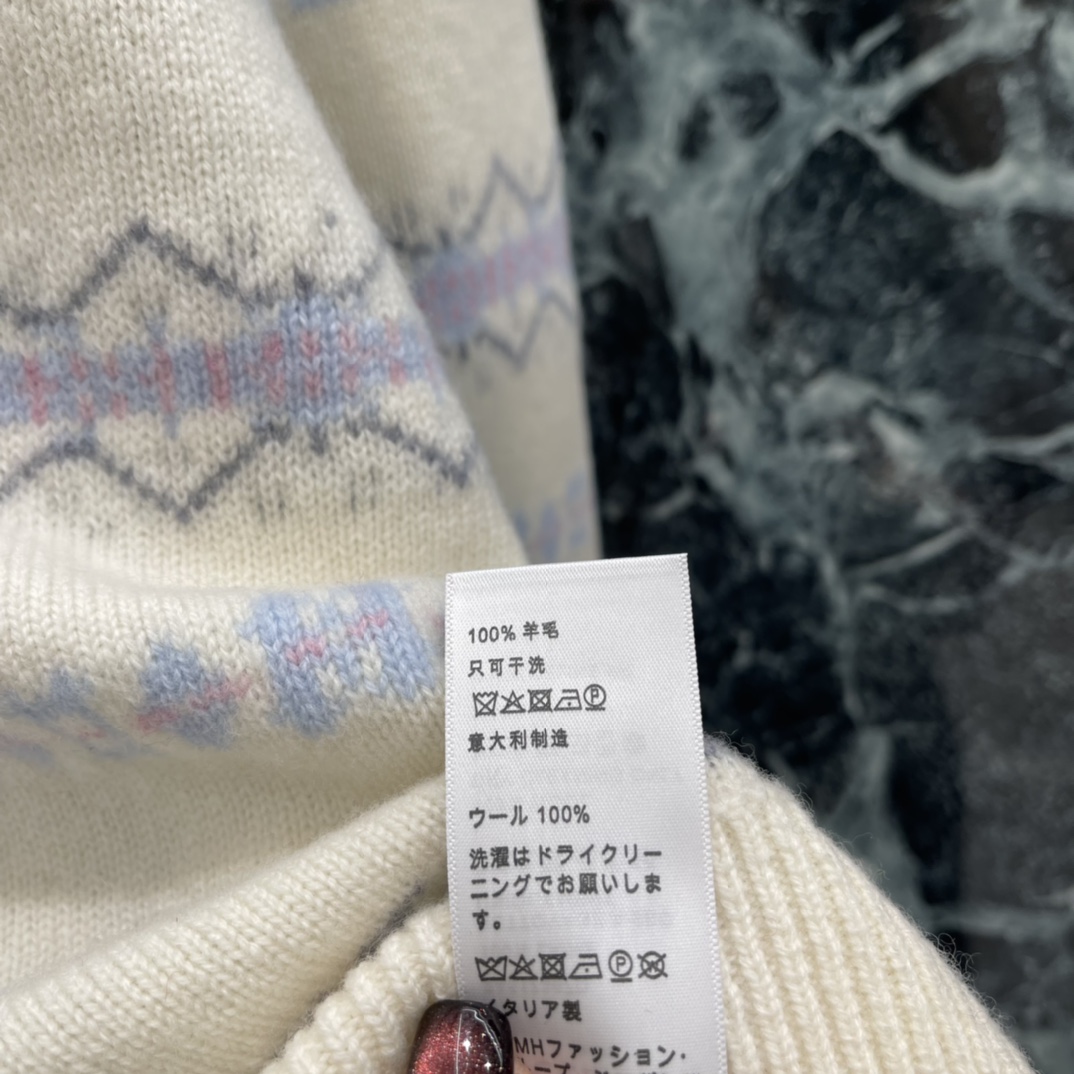 100% 羊毛
只可干洗
意大利制造
ウール 100%
洗濯はドライクリー
ニングでお願いしま
す。
タリア製
MHファッション・